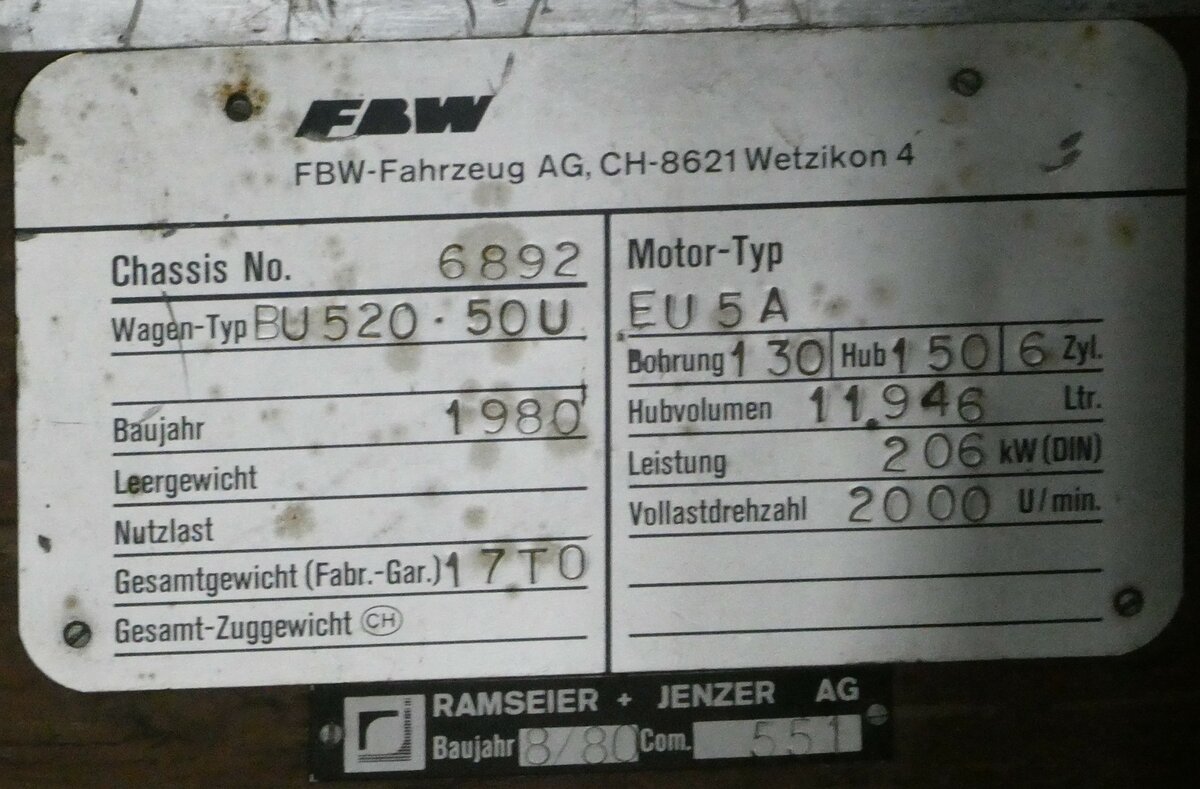 FBW
FBW-Fahrzeug AG, CH-8621 Wetzikon 4
Chassis No. 6892
Wagen-Typ BU 520 · 50U
Baujahr 1980
Leergewicht
Nutzlast
Gesamtgewicht (Fabr.-Gar.) 17 TO
Gesamt-Zuggewicht CH
Motor-Typ
EU 5 A
Bohrung 130 Hub 150 6 Zyl.
Hubvolumen 11.946 Ltr.
Leistung 206 kW (DIN)
Vollastdrehzahl 2000 U/min.
RAMSEIER + JENZER AG
Baujahr 8/80 Com. 551